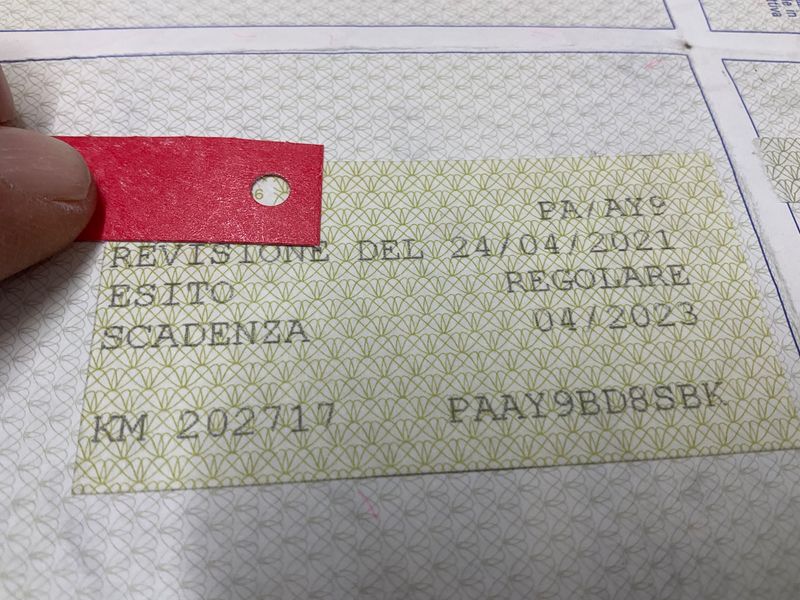 PA/AY9
REVISIONE DEL 24/04/2021
ESITO REGOLARE
SCADENZA 04/2023
KM 202717 PAAY9BD8SBK